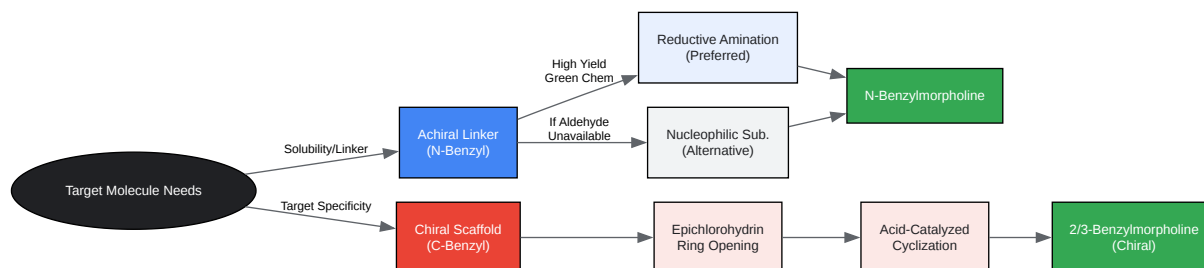 Target Molecule Needs
Solubility/Linker
Target Specificity
Achiral Linker
(N-Benzyl)
High Yield
Green Chem
If Aldehyde
Unavailable
Reductive Amination
(Preferred)
Nucleophilic Sub.
(Alternative)
N-Benzylmorpholine
Chiral Scaffold
(C-Benzyl)
Epichlorohydrin
Ring Opening
Acid-Catalyzed
Cyclization
2/3-Benzylmorpholine
(Chiral)